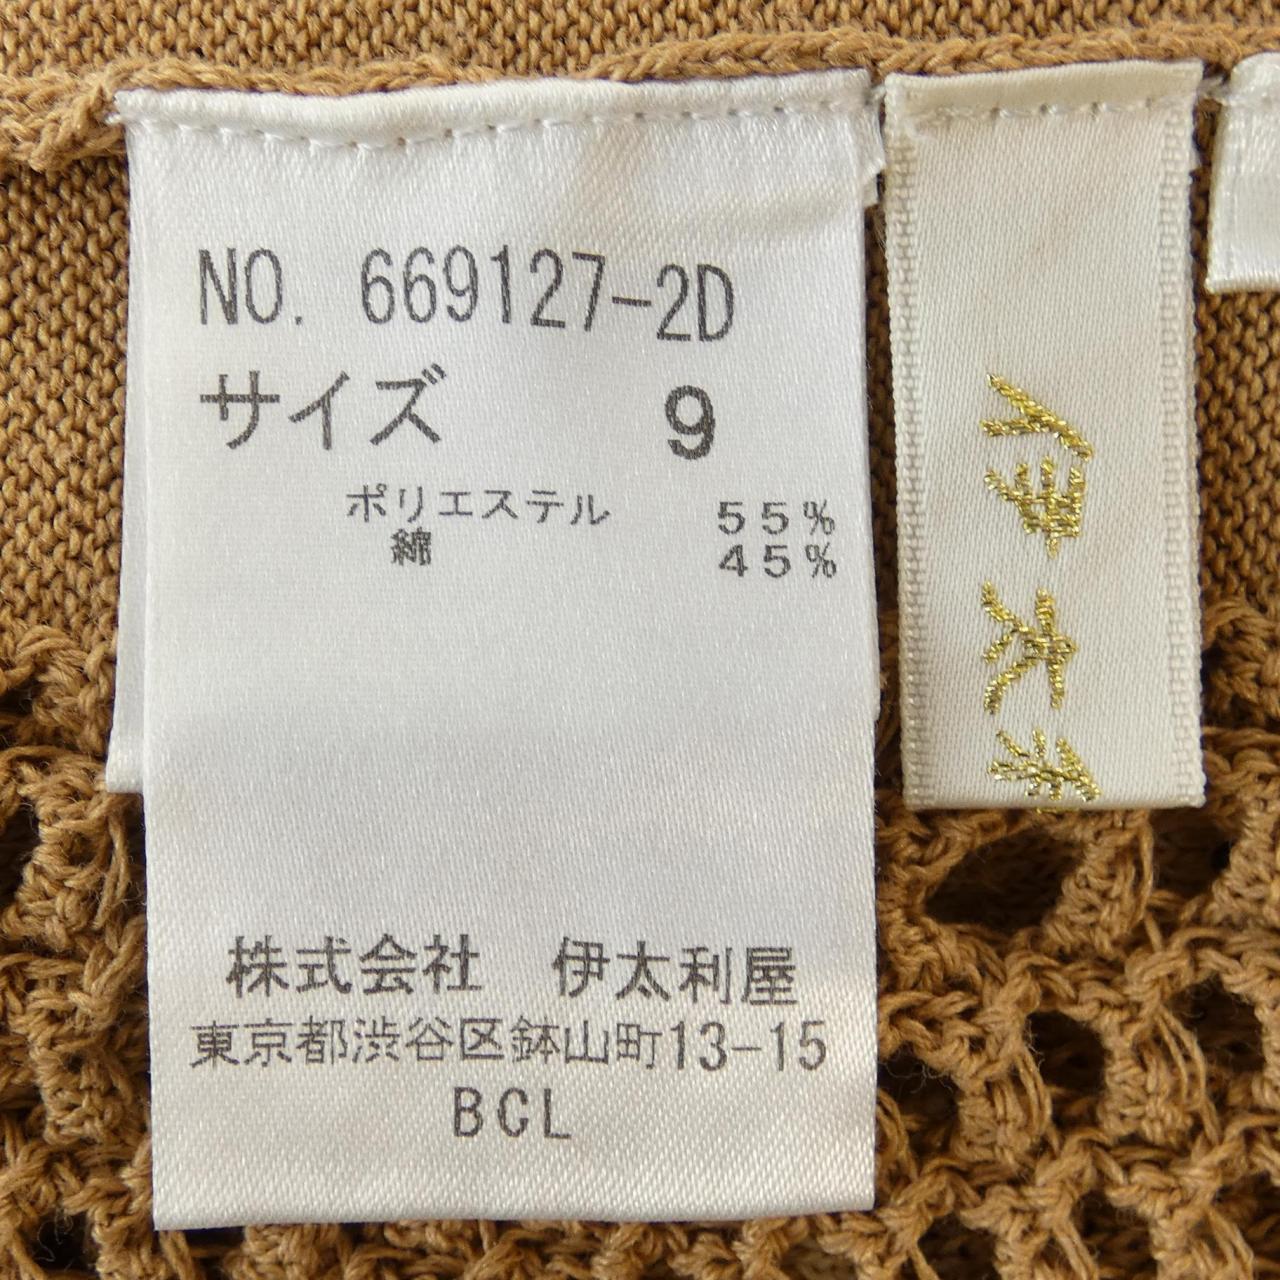 NO. 669127-2D
サイズ 9
ポリエステル 55%
綿 45%
株式会社 伊太利屋
東京都渋谷区鉢山町13-15
BCL
伊太利